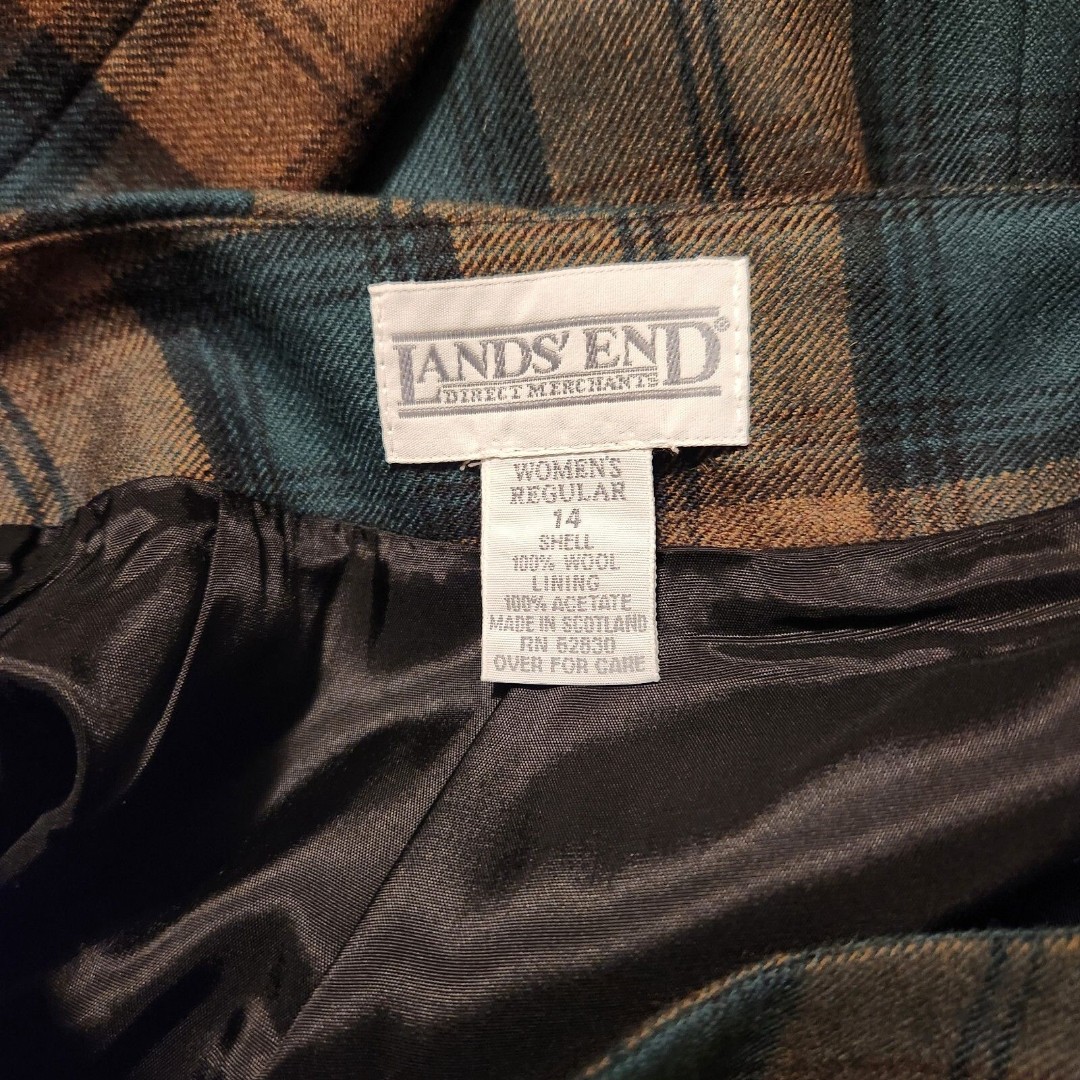 LANDS' END®
DIRECT MERCHANTS
WOMEN'S
REGULAR
14
SHELL
100% WOOL
LINING
100% ACETATE
MADE IN SCOTLAND
RN 62830
OVER FOR CARE